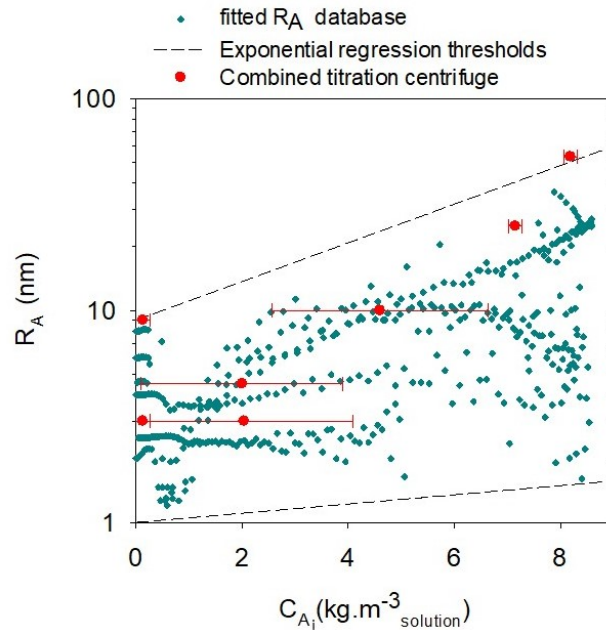 fitted RA database
Exponential regression thresholds
Combined titration centrifuge
100
10
1
RA (nm)
0 2 4 6 8
CAi(kg.m-3solution)